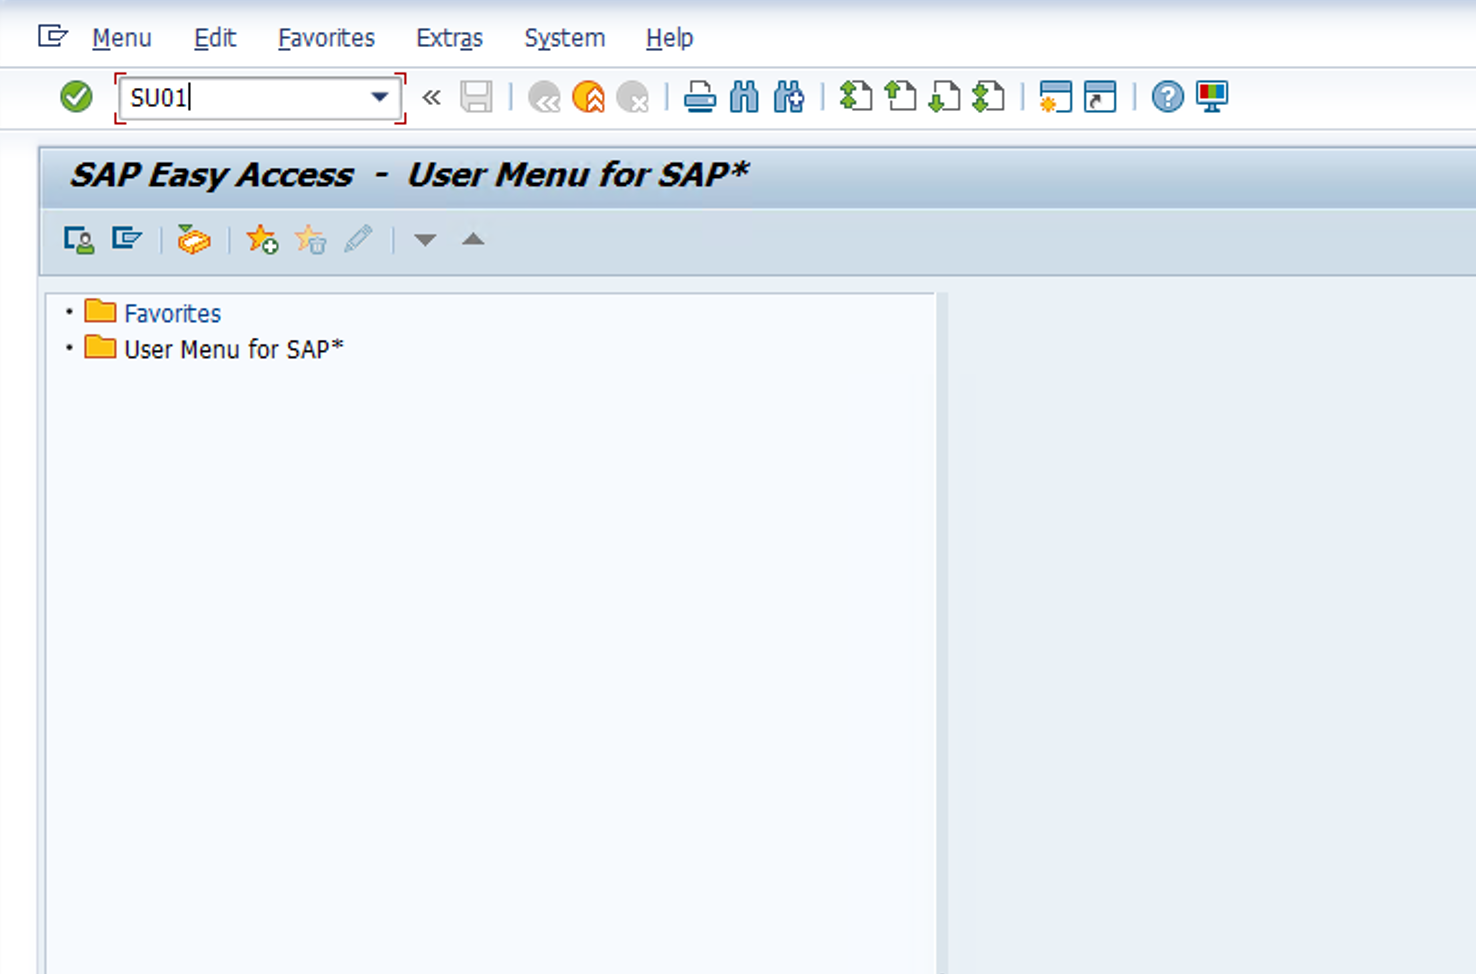 Menu Edit Favorites Extras System Help
SU01
SAP Easy Access - User Menu for SAP*
Favorites
User Menu for SAP*